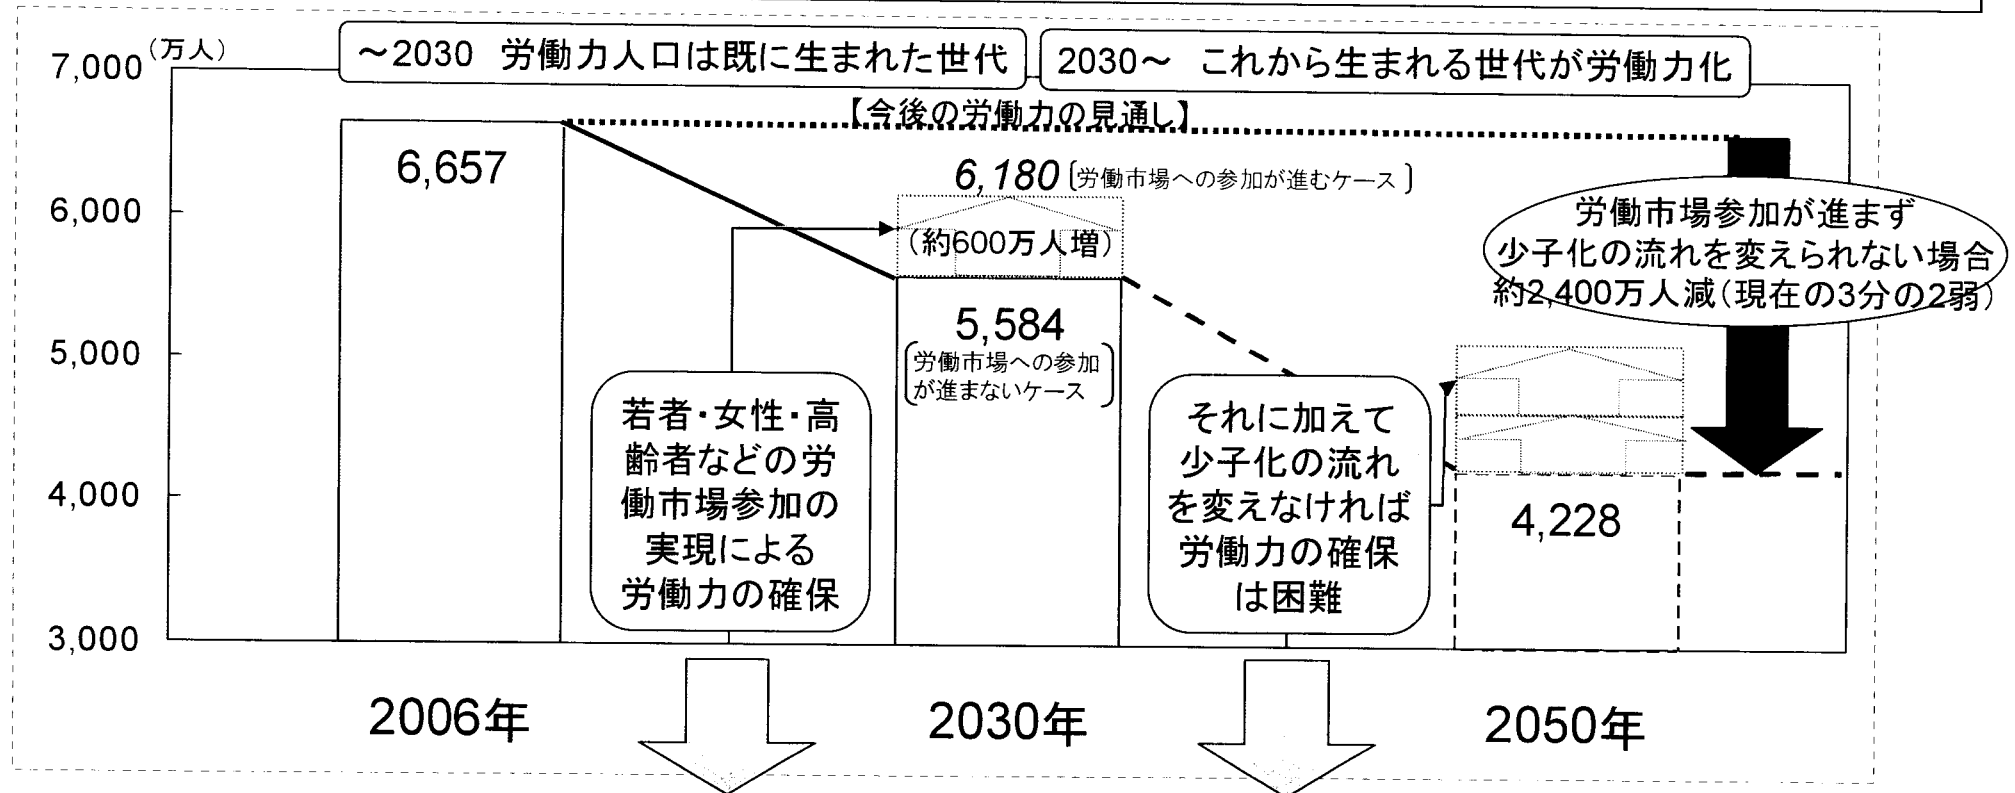 （万人）
7,000
6,000
5,000
4,000
3,000
～2030 労働力人口は既に生まれた世代
2030～ これから生まれる世代が労働力化
【今後の労働力の見通し】
6,657
6,180〔労働市場への参加が進むケース〕
（約600万人増）
5,584
〔労働市場への参加
が進まないケース〕
若者・女性・高
齢者などの労
働市場参加の
実現による
労働力の確保
それに加えて
少子化の流れ
を変えなければ
労働力の確保
は困難
労働市場参加が進まず
少子化の流れを変えられない場合
約2,400万人減（現在の3分の2弱）
4,228
2006年
2030年
2050年